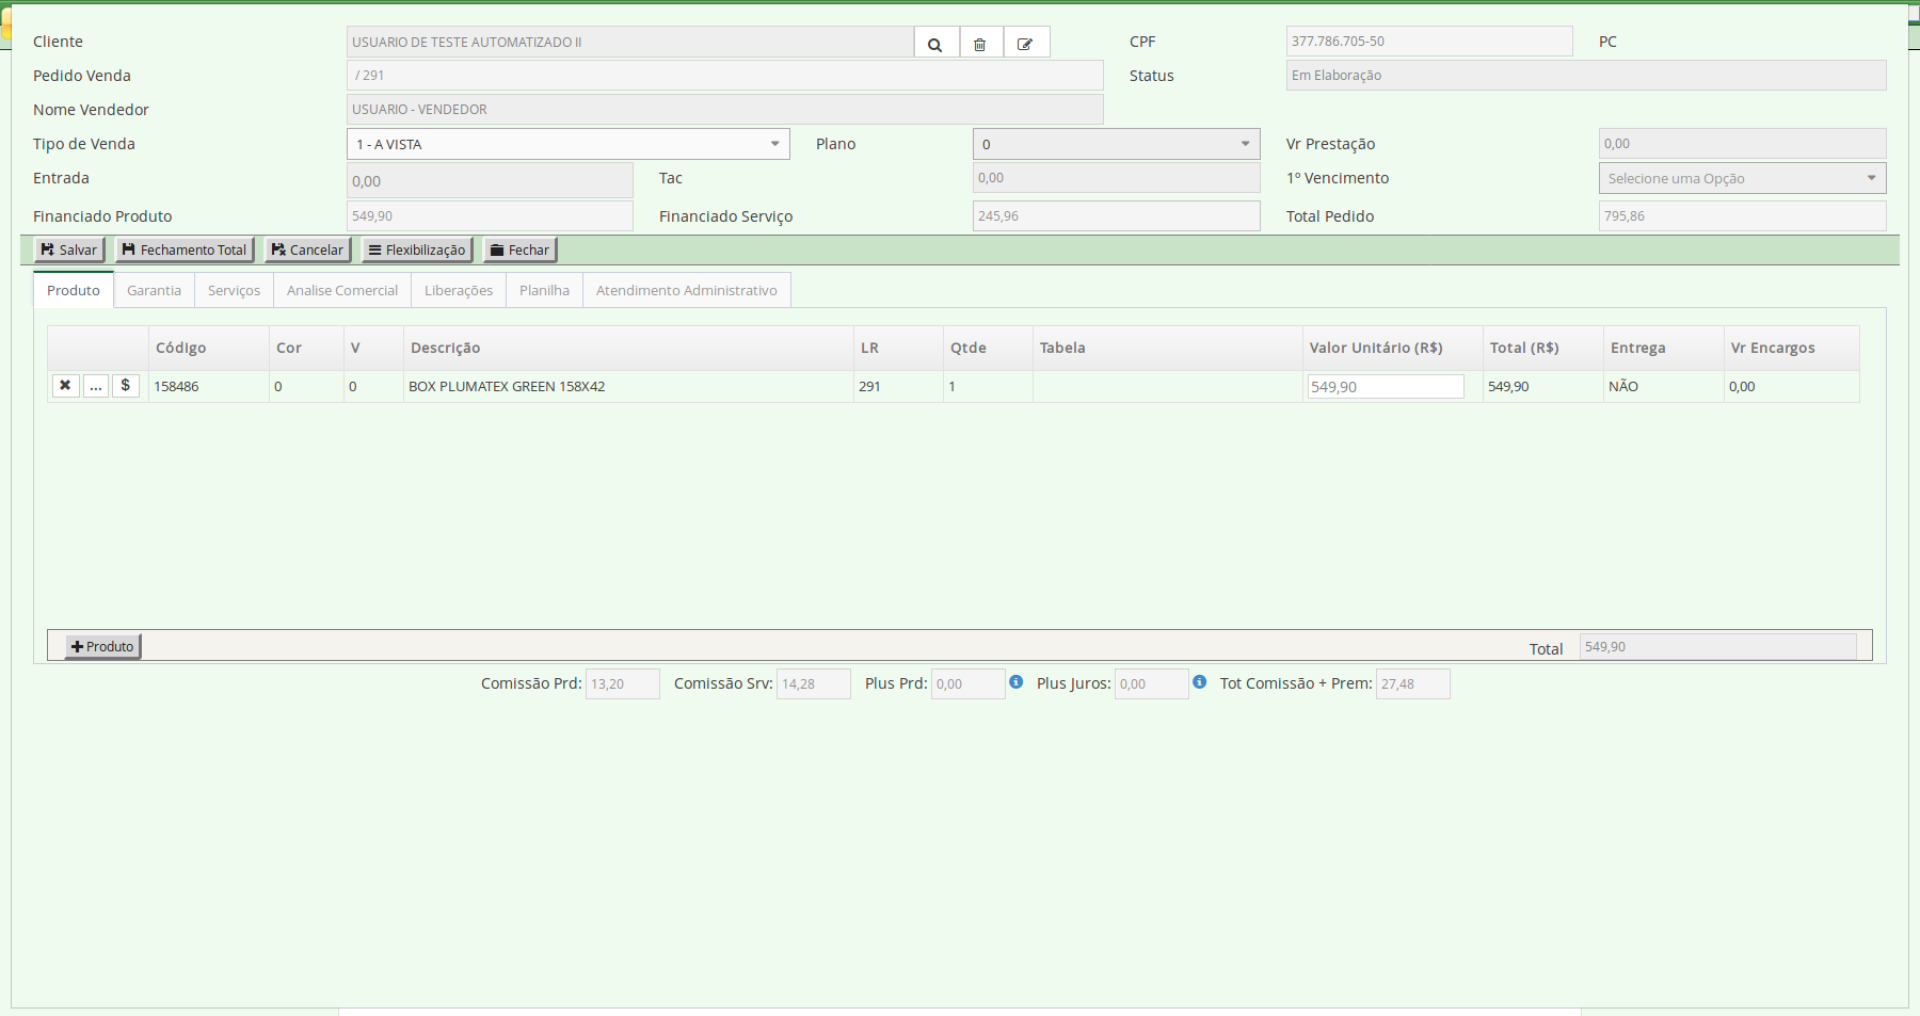 Cliente USUARIO DE TESTE AUTOMATIZADO II CPF 377.786.705-50 PC
Pedido Venda / 291 Status Em Elaboração
Nome Vendedor USUARIO - VENDEDOR
Tipo de Venda 1 - A VISTA Plano 0 Vr Prestação 0,00
Entrada 0,00 Tac 0,00 1º Vencimento Selecione uma Opção
Financiado Produto 549,90 Financiado Serviço 245,96 Total Pedido 795,86
Salvar Fechamento Total Cancelar Flexibilização Fechar
Produto Garantia Serviços Analise Comercial Liberações Planilha Atendimento Administrativo
Código Cor V Descrição LR Qtde Tabela Valor Unitário (R$) Total (R$) Entrega Vr Encargos
... $ 158486 0 0 BOX PLUMATEX GREEN 158X42 291 1 549,90 549,90 NÃO 0,00
Produto Total 549,90
Comissão Prd: 13,20 Comissão Srv: 14,28 Plus Prd: 0,00 Plus Juros: 0,00 Tot Comissão + Prem: 27,48